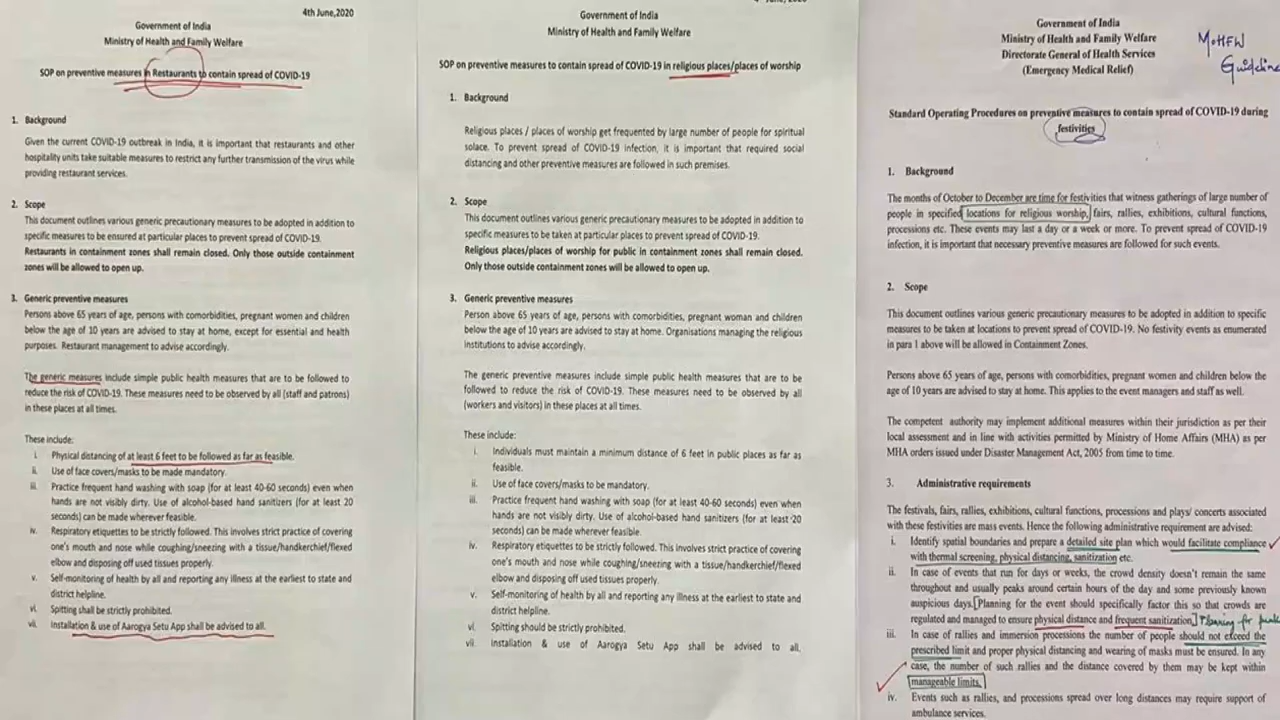 4th June,2020
Government of India
Ministry of Health and Family Welfare
SOP on preventive measures in Restaurants to contain spread of COVID-19
1. Background
Given the current COVID-19 outbreak in India, it is important that restaurants and other
hospitality units take suitable measures to restrict any further transmission of the virus while
providing restaurant services.
2. Scope
This document outlines various generic precautionary measures to be adopted in addition to
specific measures to be ensured at particular places to prevent spread of COVID-19.
Restaurants in containment zones shall remain closed. Only those outside containment
zones will be allowed to open up.
3. Generic preventive measures
Persons above 65 years of age, persons with comorbidities, pregnant women and children
below the age of 10 years are advised to stay at home, except for essential and health
purposes. Restaurant management to advise accordingly.
The generic measures include simple public health measures that are to be followed to
reduce the risk of COVID-19. These measures need to be observed by all (staff and patrons)
in these places at all times.
These include:
i. Physical distancing of at least 6 feet to be followed as far as feasible.
ii. Use of face covers/masks to be made mandatory.
iii. Practice frequent hand washing with soap (for at least 40-60 seconds) even when
hands are not visibly dirty. Use of alcohol-based hand sanitizers (for at least 20
seconds) can be made wherever feasible.
iv. Respiratory etiquettes to be strictly followed. This involves strict practice of covering
one's mouth and nose while coughing/sneezing with a tissue/handkerchief/flexed
elbow and disposing off used tissues properly.
v. Self-monitoring of health by all and reporting any illness at the earliest to state and
district helpline.
vi. Spitting shall be strictly prohibited.
vii. Installation & use of Aarogya Setu App shall be advised to all.
Government of India
Ministry of Health and Family Welfare
SOP on preventive measures to contain spread of COVID-19 in religious places/places of worship
1. Background
Religious places / places of worship get frequented by large number of people for spiritual
solace. To prevent spread of COVID-19 infection, it is important that required social
distancing and other preventive measures are followed in such premises.
2. Scope
This document outlines various generic precautionary measures to be adopted in addition to
specific measures to be taken at particular places to prevent spread of COVID-19.
Religious places/places of worship for public in containment zones shall remain closed.
Only those outside containment zones will be allowed to open up.
3. Generic preventive measures
Person above 65 years of age, persons with comorbidities, pregnant woman and children
below the age of 10 years are advised to stay at home. Organisations managing the religious
institutions to advise accordingly.
The generic preventive measures include simple public health measures that are to be
followed to reduce the risk of COVID-19. These measures need to be observed by all
(workers and visitors) in these places at all times.
These include:
i. Individuals must maintain a minimum distance of 6 feet in public places as far as
feasible.
ii. Use of face covers/masks to be made mandatory.
iii. Practice frequent hand washing with soap (for at least 40-60 seconds) even when
hands are not visibly dirty. Use of alcohol-based hand sanitizers (for at least 20
seconds) can be made wherever feasible.
iv. Respiratory etiquettes to be strictly followed. This involves strict practice of covering
one's mouth and nose while coughing/sneezing with a tissue/handkerchief/flexed
elbow and disposing off used tissues properly.
v. Self-monitoring of health by all and reporting any illness at the earliest to state and
district helpline.
vi. Spitting should be strictly prohibited.
vii. Installation & use of Aarogya Setu App shall be advised to all.
Government of India
Ministry of Health and Family Welfare
Directorate General of Health Services
(Emergency Medical Relief)
MoHFW
Guideline
Standard Operating Procedures on preventive measures to contain spread of COVID-19 during
festivities
1. Background
The months of October to December are time for festivities that witness gatherings of large number of
people in specified locations for religious worship, fairs, rallies, exhibitions, cultural functions,
processions etc. These events may last a day or a week or more. To prevent spread of COVID-19
infection, it is important that necessary preventive measures are followed for such events.
2. Scope
This document outlines various generic precautionary measures to be adopted in addition to specific
measures to be taken at locations to prevent spread of COVID-19. No festivity events as enumerated
in para 1 above will be allowed in Containment Zones.
Persons above 65 years of age, persons with comorbidities, pregnant women and children below the
age of 10 years are advised to stay at home. This applies to the event managers and staff as well.
The competent authority may implement additional measures within their jurisdiction as per their
local assessment and in line with activities permitted by Ministry of Home Affairs (MHA) as per
MHA orders issued under Disaster Management Act, 2005 from time to time.
3. Administrative requirements
The festivals, fairs, rallies, exhibitions, cultural functions, processions and plays/ concerts associated
with these festivities are mass events. Hence the following administrative requirement are advised:
i. Identify spatial boundaries and prepare a detailed site plan which would facilitate compliance
with thermal screening, physical distancing, sanitization etc.
ii. In case of events that run for days or weeks, the crowd density doesn't remain the same
throughout and usually peaks around certain hours of the day and some previously known
auspicious days. Planning for the event should specifically factor this so that crowds are
regulated and managed to ensure physical distance and frequent sanitization. Planning for
iii. In case of rallies and immersion processions the number of people should not exceed the
prescribed limit and proper physical distancing and wearing of masks must be ensured. In any
case, the number of such rallies and the distance covered by them may be kept within
manageable limits.
iv. Events such as rallies, and processions spread over long distances may require support of
ambulance services.